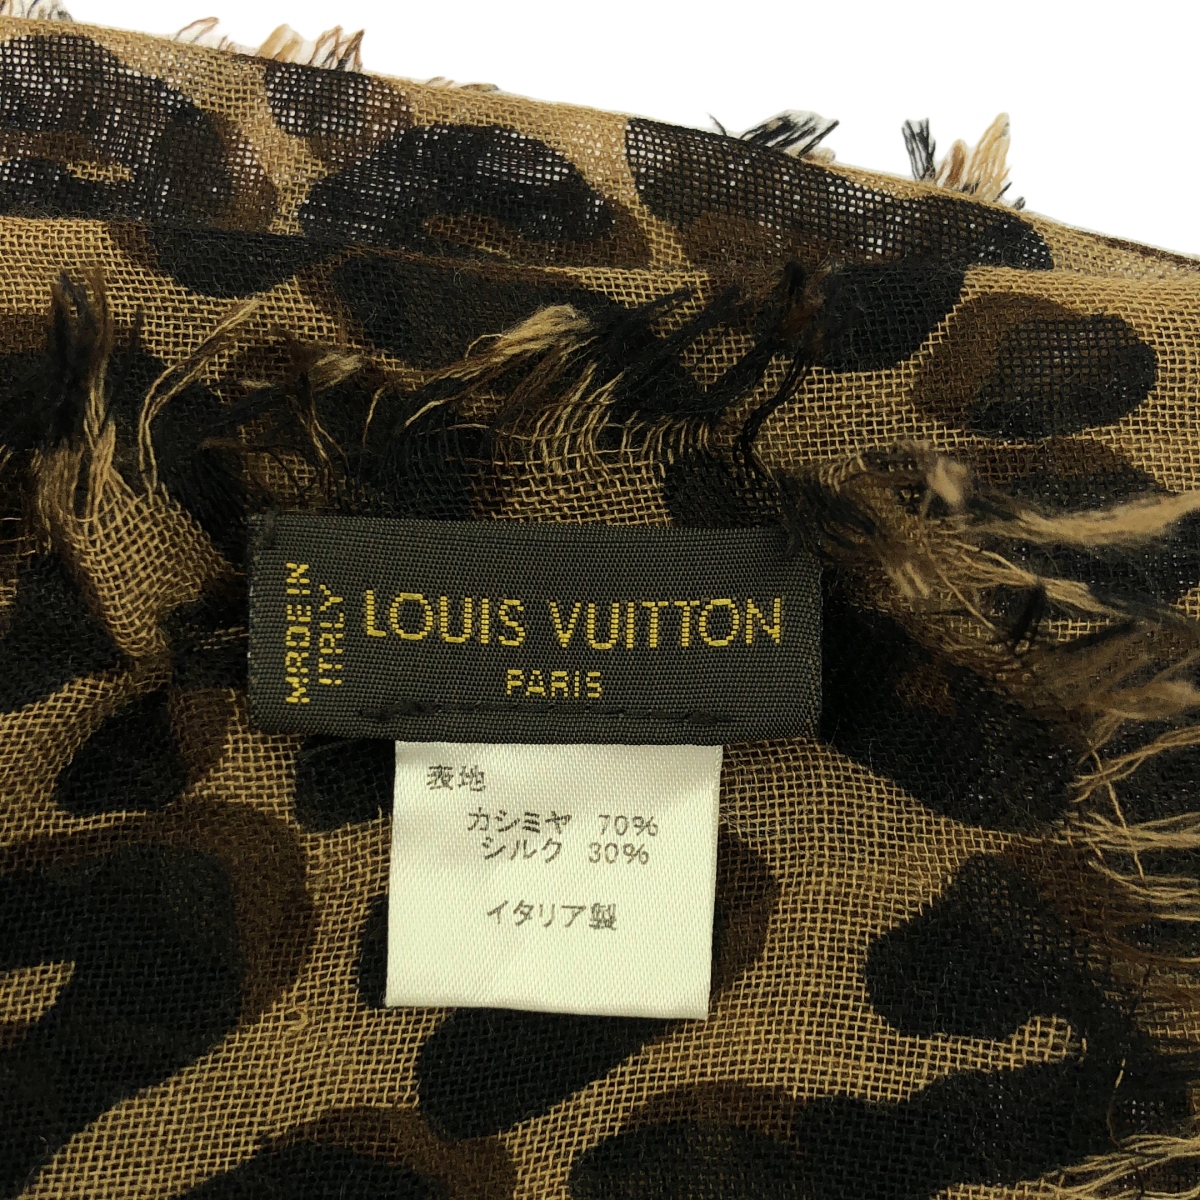 MADE IN
ITALY
LOUIS VUITTON
PARIS
表地
カシミヤ 70%
シルク 30%
イタリア製